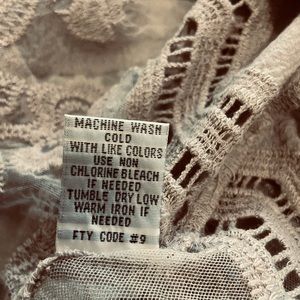 MACHINE WASH
COLD
WITH LIKE COLORS
USE NON
CHLORINE BLEACH
IF NEEDED
TUMBLE DRY LOW
WARM IRON IF
NEEDED
FTY CODE #9